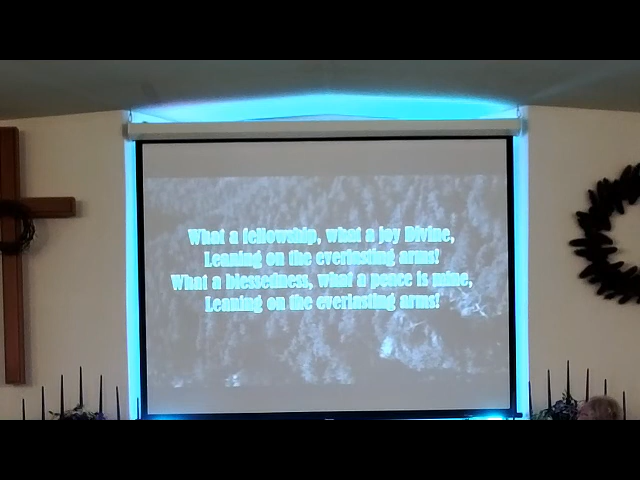 What a fellowship, what a joy Divine,
Leaning on the everlasting arms!
What a blessedness, what a peace is mine,
Leaning on the everlasting arms!